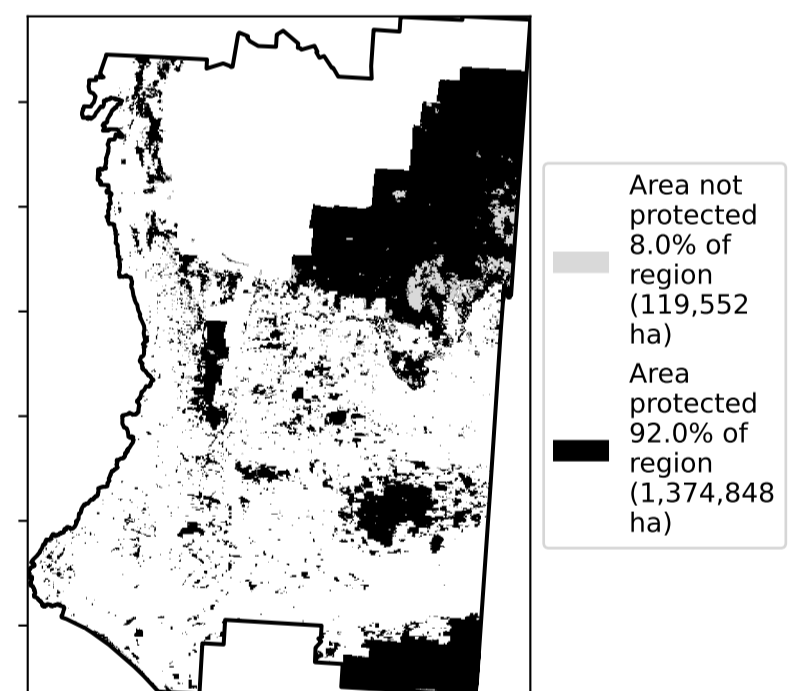 Area not
protected
8.0% of
region
(119,552
ha)
Area
protected
92.0% of
region
(1,374,848
ha)